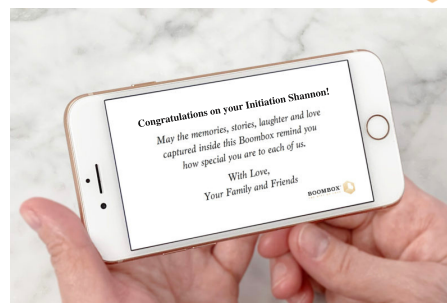 Congratulations on your Initiation Shannon!
May the memories, stories, laughter and love
captured inside this Boombox remind you
how special you are to each of us.
With Love,
Your Family and Friends
BOOMBOX